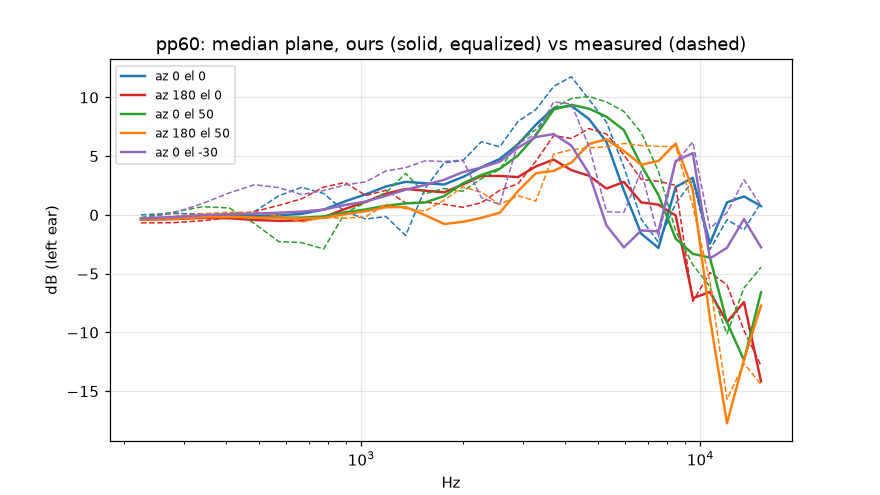 pp60: median plane, ours (solid, equalized) vs measured (dashed)
az 0 el 0
az 180 el 0
az 0 el 50
az 180 el 50
az 0 el -30
10
5
0
−5
−10
−15
dB (left ear)
10³
10⁴
Hz